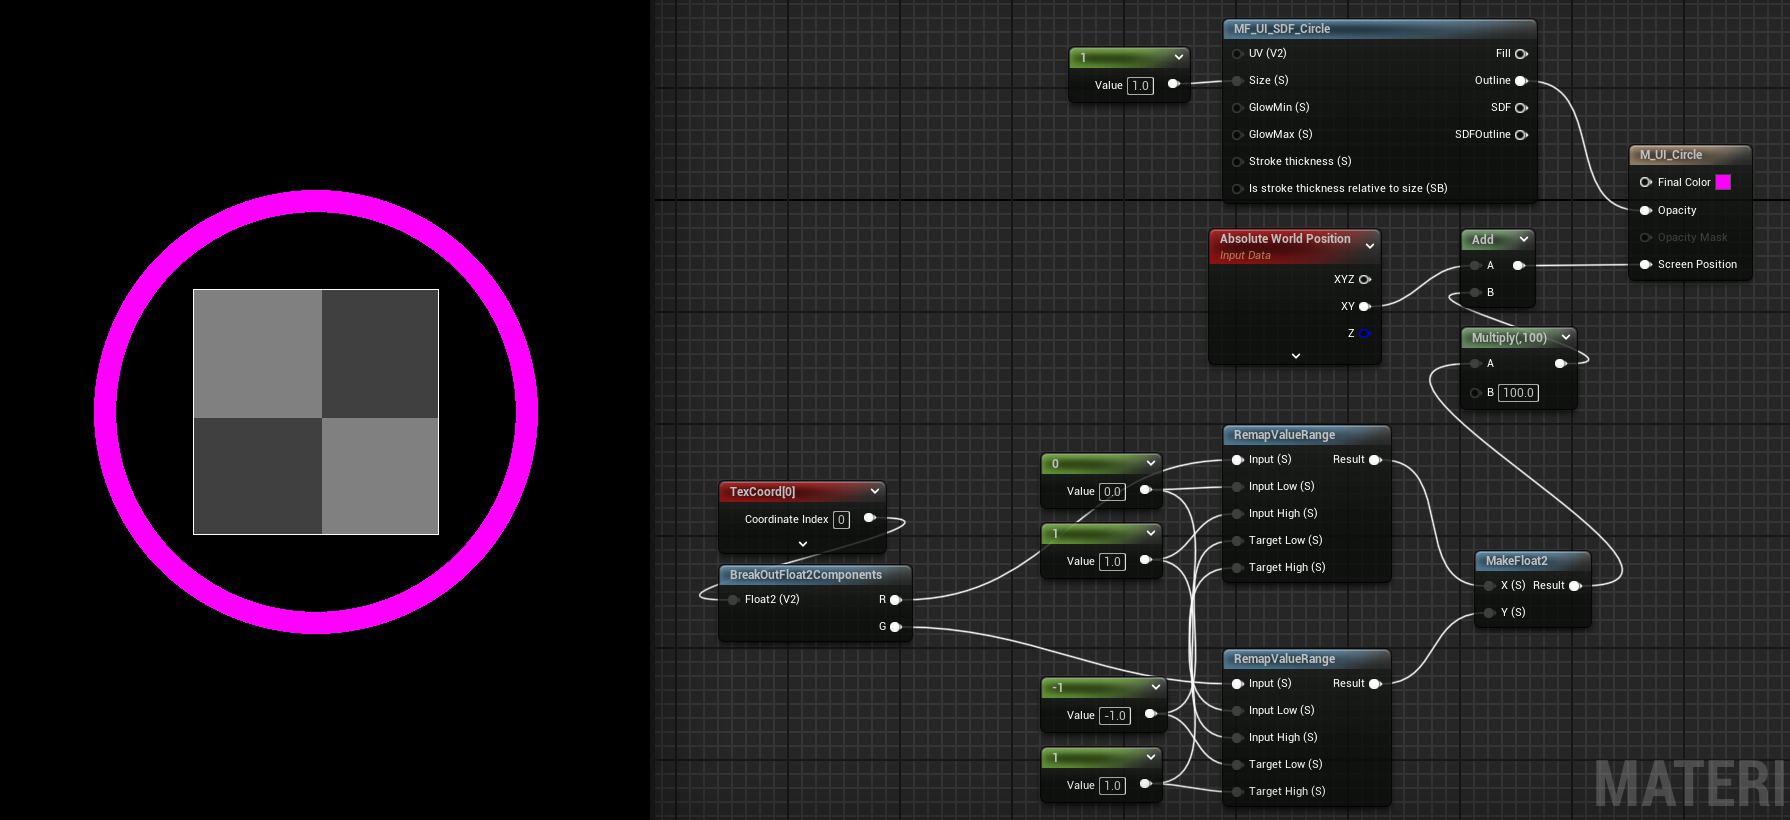 MF_UI_SDF_Circle
UV (V2)
Fill
Size (S)
Outline
GlowMin (S)
SDF
GlowMax (S)
SDFOutline
Stroke thickness (S)
Is stroke thickness relative to size (SB)
1
Value 1.0
M_UI_Circle
Final Color
Opacity
Opacity Mask
Screen Position
Absolute World Position
Input Data
XYZ
XY
Z
Add
A
B
Multiply(,100)
A
B 100.0
RemapValueRange
Input (S)
Result
Input Low (S)
Input High (S)
Target Low (S)
Target High (S)
0
Value 0.0
1
Value 1.0
TexCoord[0]
Coordinate Index 0
BreakOutFloat2Components
Float2 (V2)
R
G
MakeFloat2
X (S) Result
Y (S)
RemapValueRange
Input (S)
Result
Input Low (S)
Input High (S)
Target Low (S)
Target High (S)
-1
Value -1.0
1
Value 1.0
MATERI